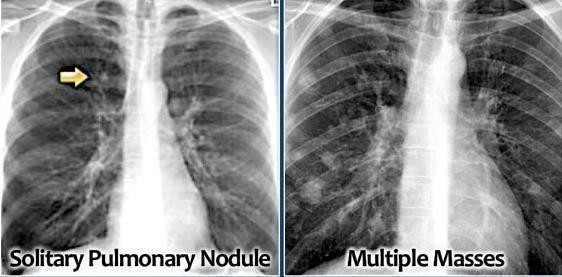 Solitary Pulmonary Nodule
Multiple Masses